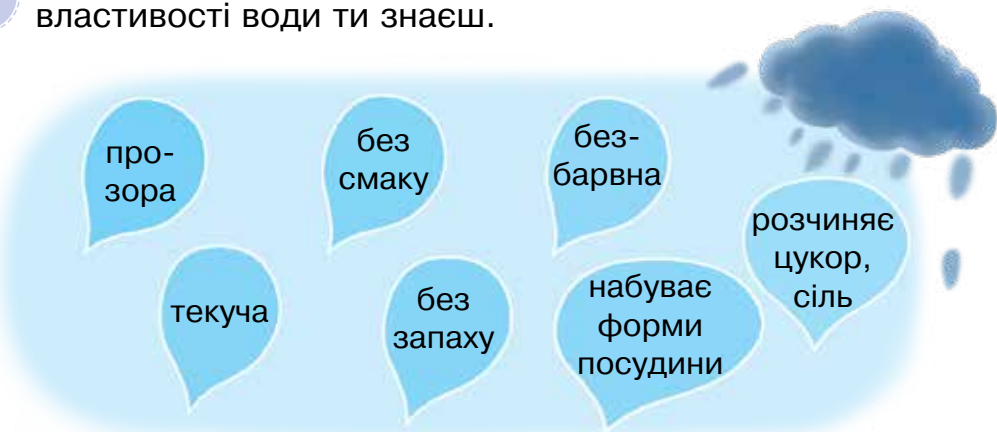 властивості води ти знаєш.
про-
зора
без
смаку
без-
барвна
розчиняє
цукор,
сіль
текуча
без
запаху
набуває
форми
посудини